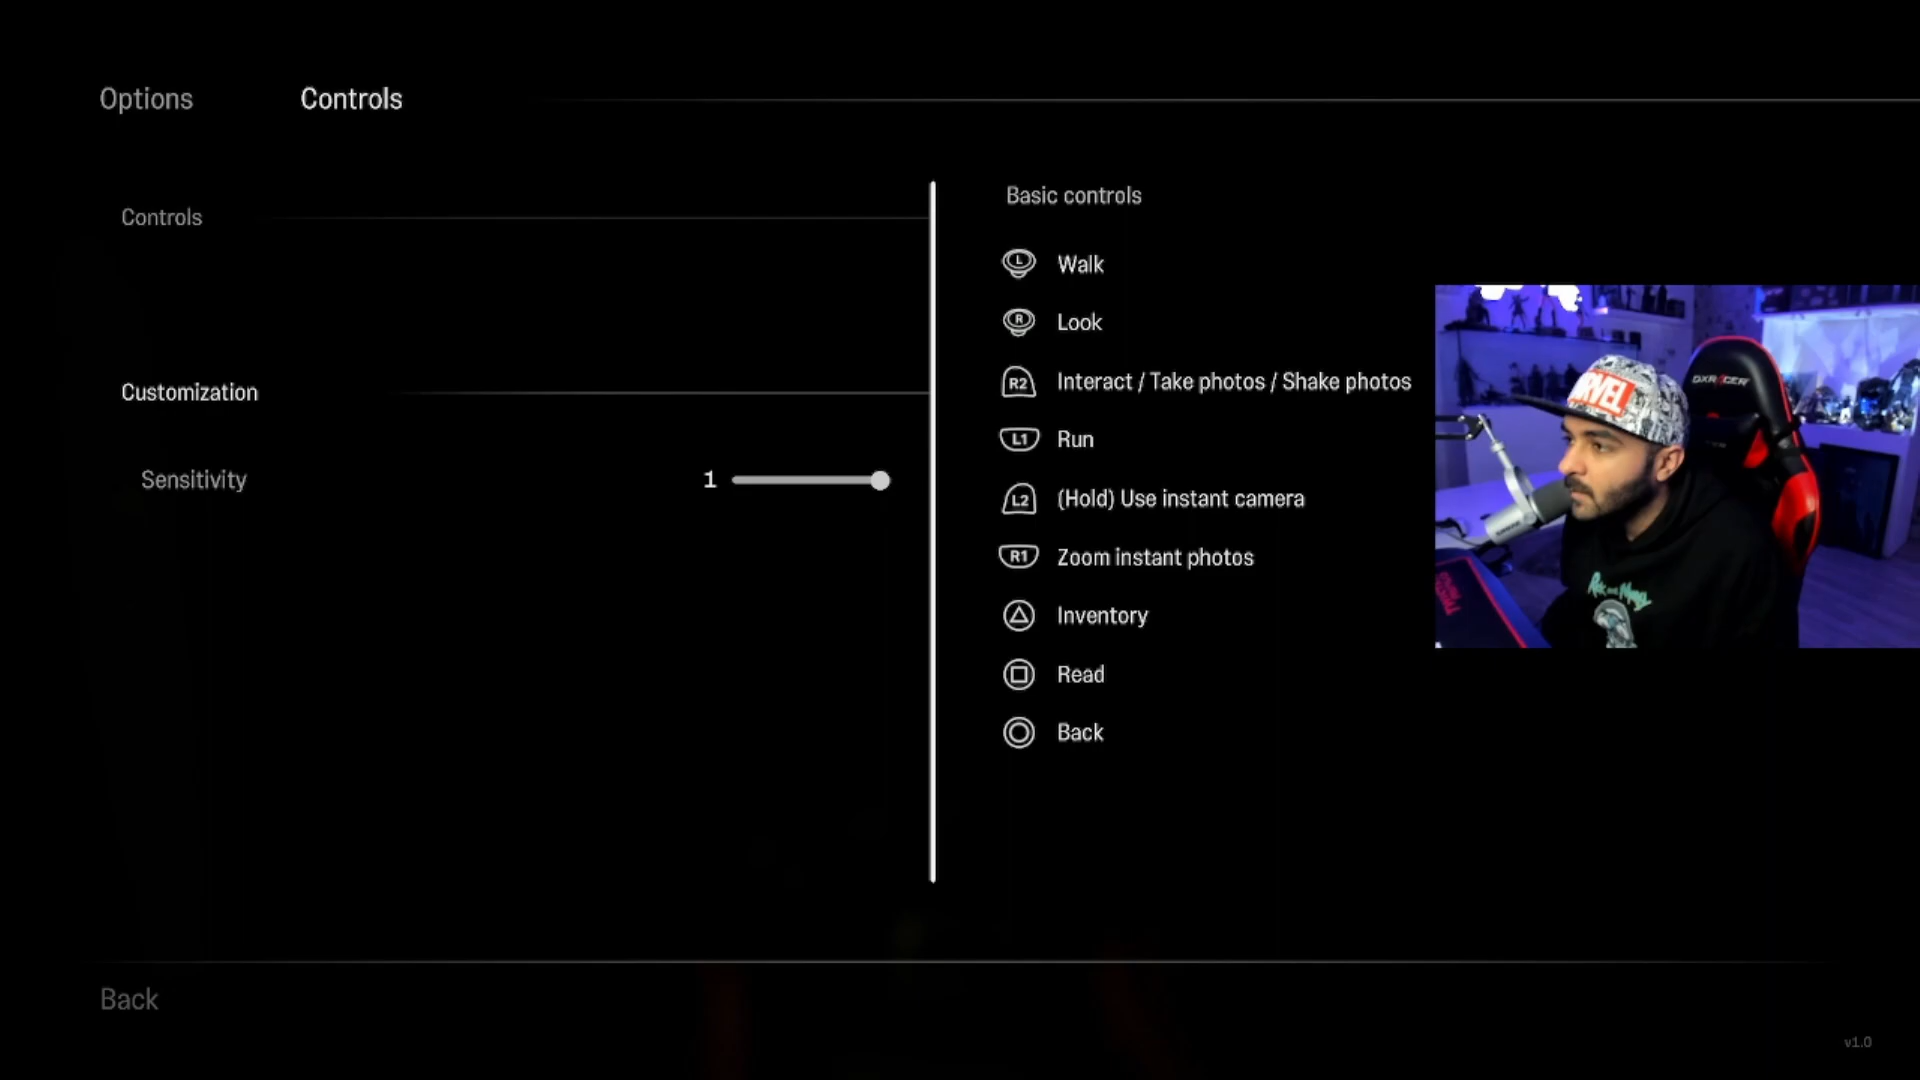 Options
Controls
Controls
Customization
Sensitivity
1
Basic controls
L Walk
R Look
R2 Interact / Take photos / Shake photos
L1 Run
L2 (Hold) Use instant camera
R1 Zoom instant photos
Inventory
Read
Back
DXRACER
Back
v1.0